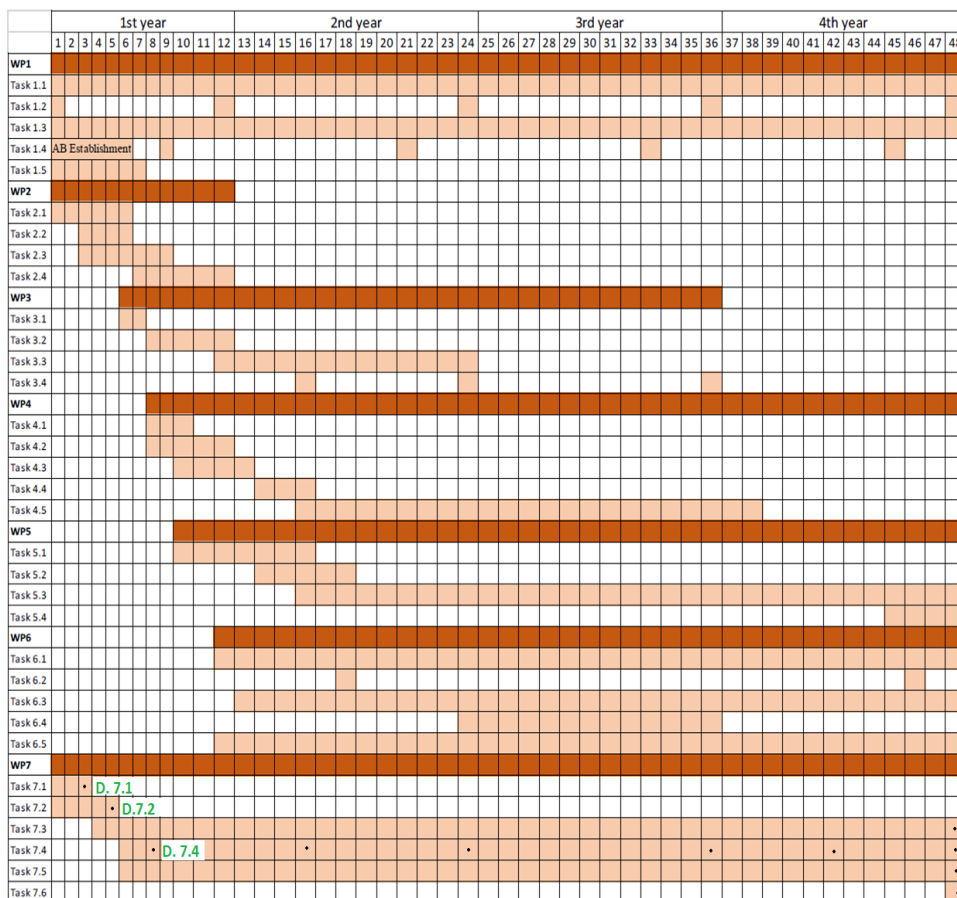 1st year 2nd year 3rd year 4th year
1 2 3 4 5 6 7 8 9 10 11 12 13 14 15 16 17 18 19 20 21 22 23 24 25 26 27 28 29 30 31 32 33 34 35 36 37 38 39 40 41 42 43 44 45 46 47 48
WP1
Task 1.1
Task 1.2
Task 1.3
Task 1.4 AB Establishment
Task 1.5
WP2
Task 2.1
Task 2.2
Task 2.3
Task 2.4
WP3
Task 3.1
Task 3.2
Task 3.3
Task 3.4
WP4
Task 4.1
Task 4.2
Task 4.3
Task 4.4
Task 4.5
WP5
Task 5.1
Task 5.2
Task 5.3
Task 5.4
WP6
Task 6.1
Task 6.2
Task 6.3
Task 6.4
Task 6.5
WP7
Task 7.1 D. 7.1
Task 7.2 D.7.2
Task 7.3
Task 7.4 D. 7.4
Task 7.5
Task 7.6